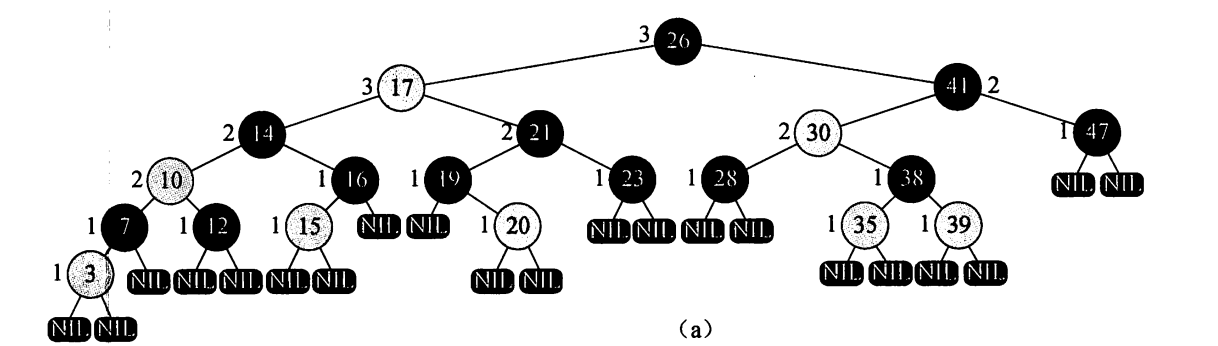 3 26
3 17 41 2
2 14 2 21 2 30 1 47
2 10 1 16 1 19 1 23 1 28 1 38 NIL NIL
1 7 1 12 1 15 NIL NIL 1 20 NIL NIL NIL NIL 1 35 1 39
1 3 NIL NIL NIL NIL NIL NIL NIL NIL NIL NIL NIL
NIL NIL
(a)